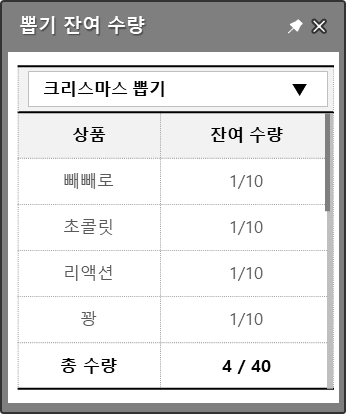 뽑기 잔여 수량
크리스마스 뽑기 ▼
상품 잔여 수량
빼빼로 1/10
초콜릿 1/10
리액션 1/10
꽝 1/10
총 수량 4 / 40